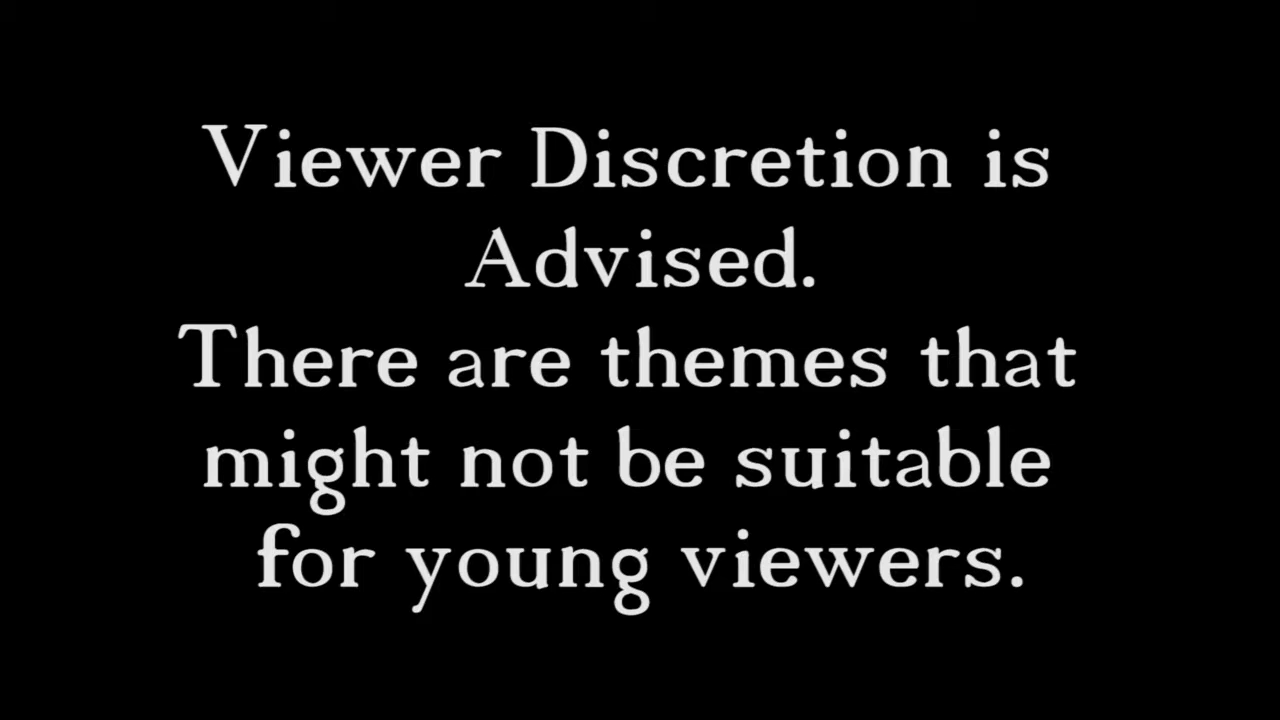 Viewer Discretion is
Advised.
There are themes that
might not be suitable
for young viewers.